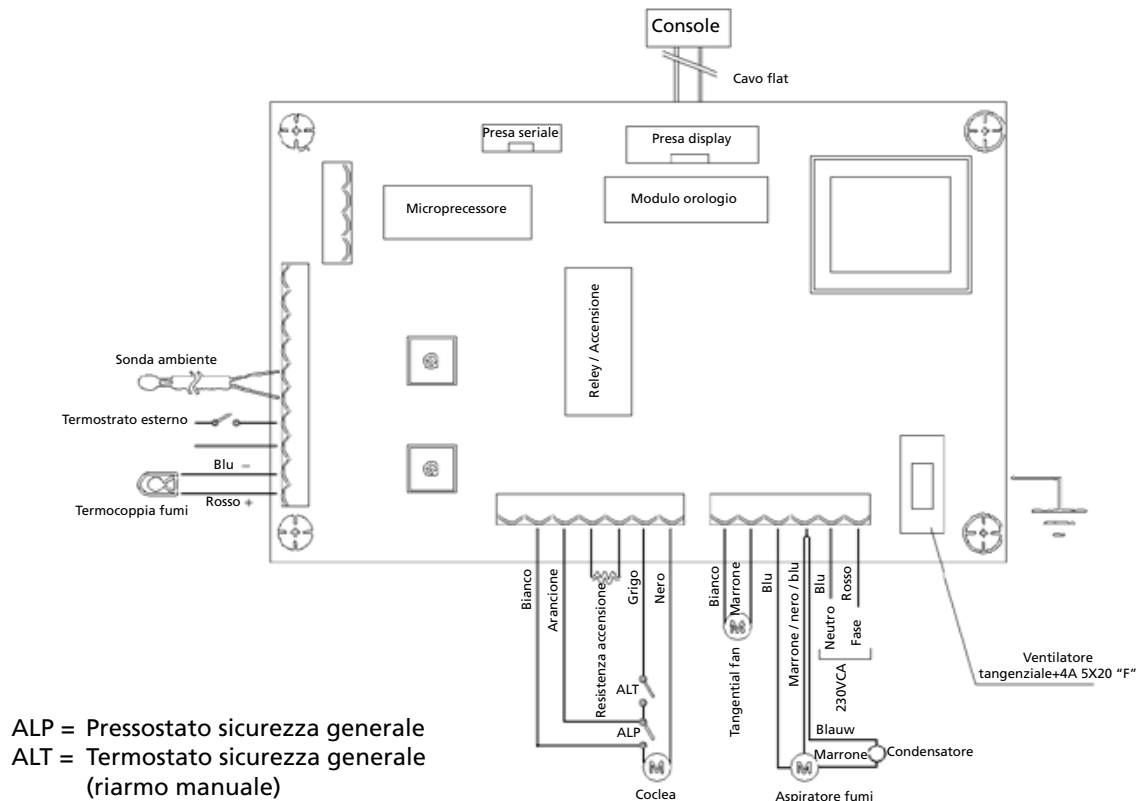 Console
Cavo flat
Presa seriale
Presa display
Microprecessore
Modulo orologio
Reley / Accensione
Sonda ambiente
Termostrato esterno
Blu –
Rosso +
Termocoppia fumi
Bianco
Arancione
Resistenza accensione
Grigo
Nero
Bianco
Marrone
Blu
Marrone / nero / blu
Blu
Rosso
Neutro
Fase
230VCA
M
Tangential fan
ALT
ALP
M
Coclea
Blauw
Marrone
Condensatore
M
Aspiratore fumi
Ventilatore
tangenziale+4A 5X20 “F”
ALP = Pressostato sicurezza generale
ALT = Termostato sicurezza generale
(riarmo manuale)